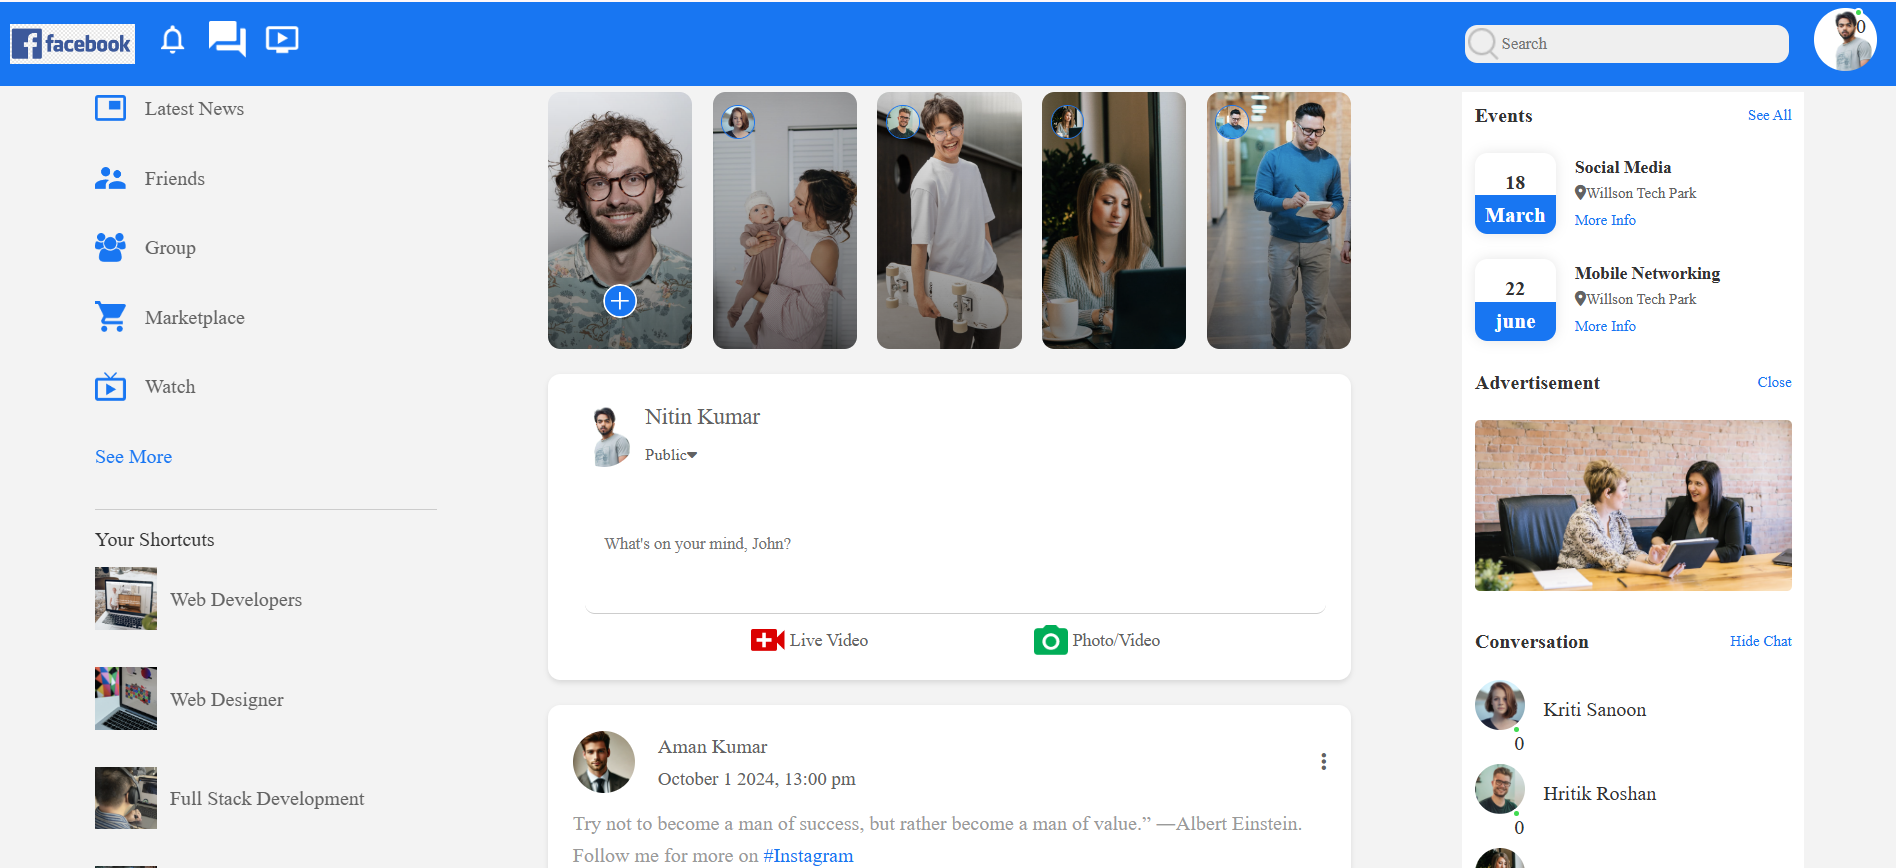 facebook
Search
0
Latest News
Friends
Group
Marketplace
Watch
See More
Your Shortcuts
Web Developers
Web Designer
Full Stack Development
Nitin Kumar
Public
What's on your mind, John?
Live Video
Photo/Video
Aman Kumar
October 1 2024, 13:00 pm
Try not to become a man of success, but rather become a man of value.” —Albert Einstein.
Follow me for more on #Instagram
Events
See All
18
March
Social Media
Willson Tech Park
More Info
22
june
Mobile Networking
Willson Tech Park
More Info
Advertisement
Close
Conversation
Hide Chat
Kriti Sanoon
0
Hritik Roshan
0